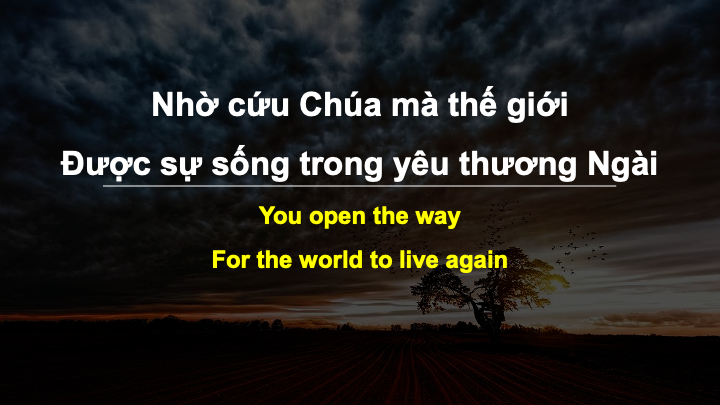 Nhờ cứu Chúa mà thế giới
Được sự sống trong yêu thương Ngài
You open the way
For the world to live again